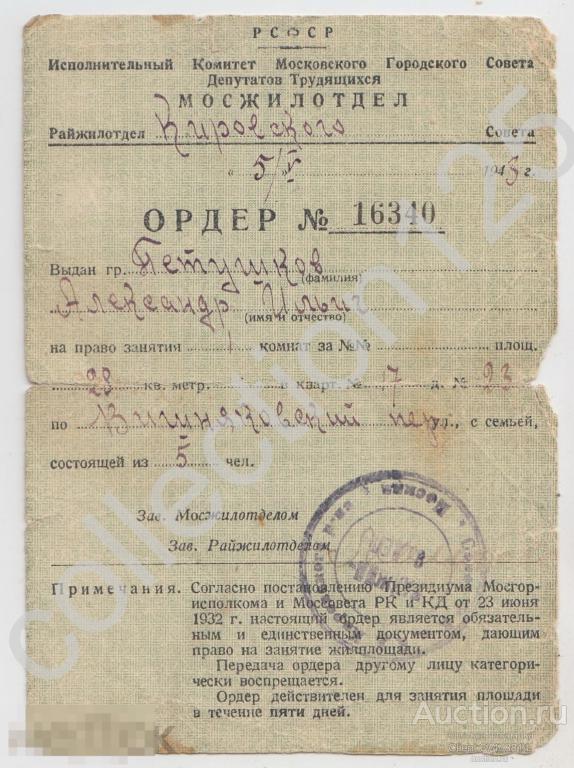 РСФСР
Исполнительный Комитет Московского Городского Совета
Депутатов Трудящихся
МОСЖИЛОТДЕЛ
Райжилотдел Кировского Совета
"5/V" 1943 г.
ОРДЕР № 16340
Выдан гр. Петушков
(фамилия)
Александр Ильич
(имя и отчество)
на право занятия комнат за №№ площ.
28 кв. метр. в кварт. № 17 д. № 23
по пер ул., с семьей,
состоящей из 5 чел.
Зав. Мосжилотделом
Зав. Райжилотделом
Примечания. Согласно постановлению Президиума Мосгор-
исполкома и Моссовета РК и КД от 23 июня
1932 г. настоящий ордер является обязатель-
ным и единственным документом, дающим
право на занятие жилплощади.
Передача ордера другому лицу категори-
чески воспрещается.
Ордер действителен для занятия площади
в течение пяти дней.
collection125
Auction.ru